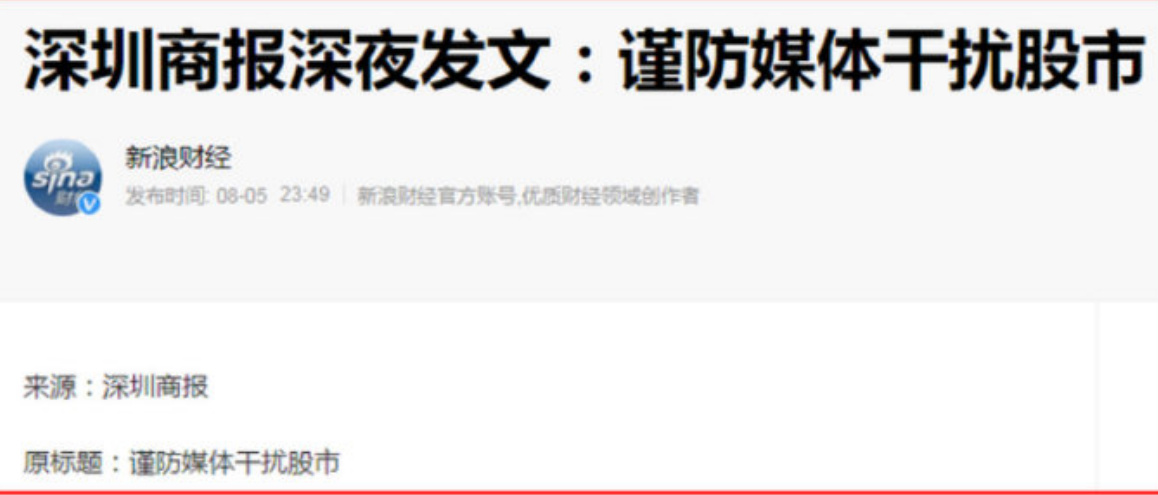 深圳商报深夜发文：谨防媒体干扰股市
sina
财经
新浪财经
发布时间: 08-05 23:49 | 新浪财经官方账号,优质财经领域创作者
来源：深圳商报
原标题：谨防媒体干扰股市